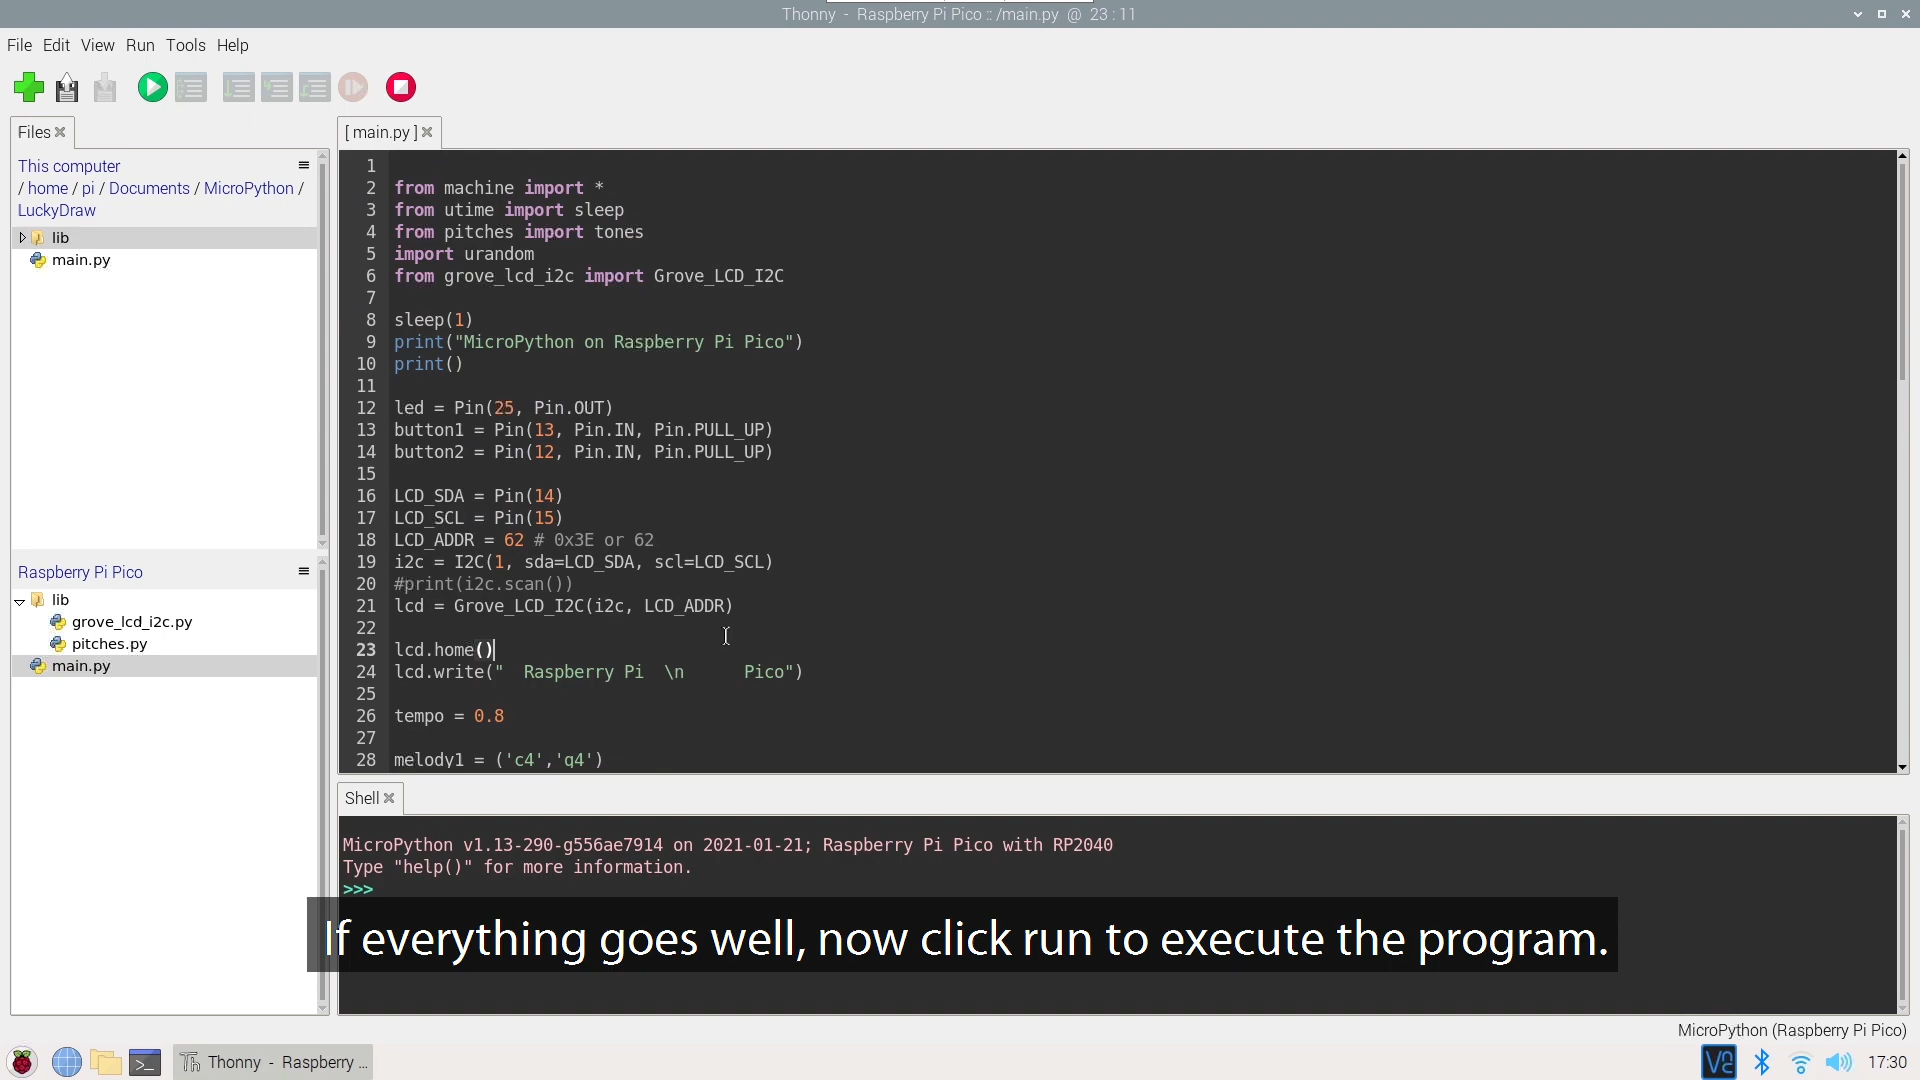 Thonny - Raspberry Pi Pico :: /main.py @ 23 : 11
File Edit View Run Tools Help
Files
[ main.py ]
This computer
/ home / pi / Documents / MicroPython /
LuckyDraw
lib
main.py
Raspberry Pi Pico
lib
grove_lcd_i2c.py
pitches.py
main.py
1
2 from machine import *
3 from utime import sleep
4 from pitches import tones
5 import urandom
6 from grove_lcd_i2c import Grove_LCD_I2C
7
8 sleep(1)
9 print("MicroPython on Raspberry Pi Pico")
10 print()
11
12 led = Pin(25, Pin.OUT)
13 button1 = Pin(13, Pin.IN, Pin.PULL_UP)
14 button2 = Pin(12, Pin.IN, Pin.PULL_UP)
15
16 LCD_SDA = Pin(14)
17 LCD_SCL = Pin(15)
18 LCD_ADDR = 62 # 0x3E or 62
19 i2c = I2C(1, sda=LCD_SDA, scl=LCD_SCL)
20 #print(i2c.scan())
21 lcd = Grove_LCD_I2C(i2c, LCD_ADDR)
22
23 lcd.home()
24 lcd.write("  Raspberry Pi  \n      Pico")
25
26 tempo = 0.8
27
28 melody1 = ('c4','g4')
Shell
MicroPython v1.13-290-g556ae7914 on 2021-01-21; Raspberry Pi Pico with RP2040
Type "help()" for more information.
>>>
If everything goes well, now click run to execute the program.
MicroPython (Raspberry Pi Pico)
Thonny - Raspberry ...
17:30